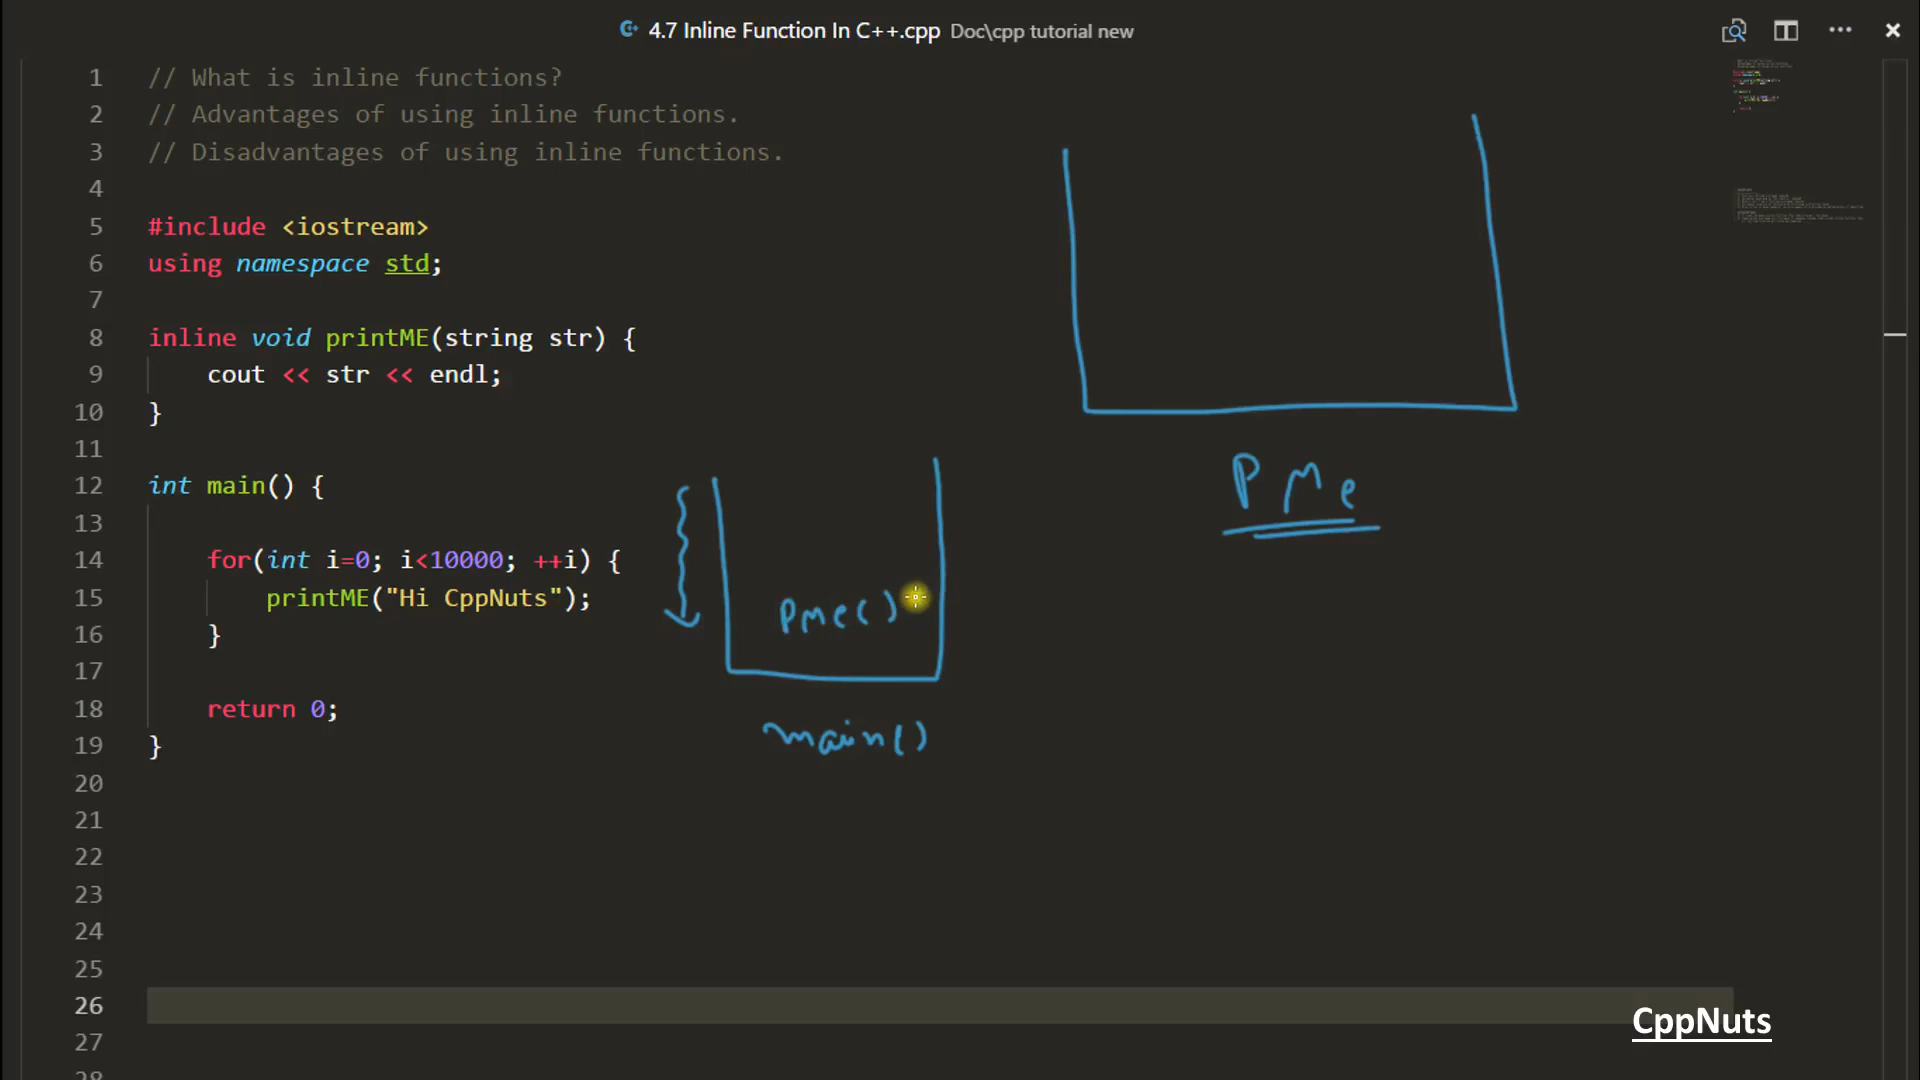 4.7 Inline Function In C++.cpp Doc\cpp tutorial new
1 // What is inline functions?
2 // Advantages of using inline functions.
3 // Disadvantages of using inline functions.
4
5 #include <iostream>
6 using namespace std;
7
8 inline void printME(string str) {
9 cout << str << endl;
10 }
11
12 int main() {
13
14 for(int i=0; i<10000; ++i) {
15 printME("Hi CppNuts");
16 }
17
18 return 0;
19 }
20
21
22
23
24
25
26
27
28
PMe
PMe()
main()
CppNuts